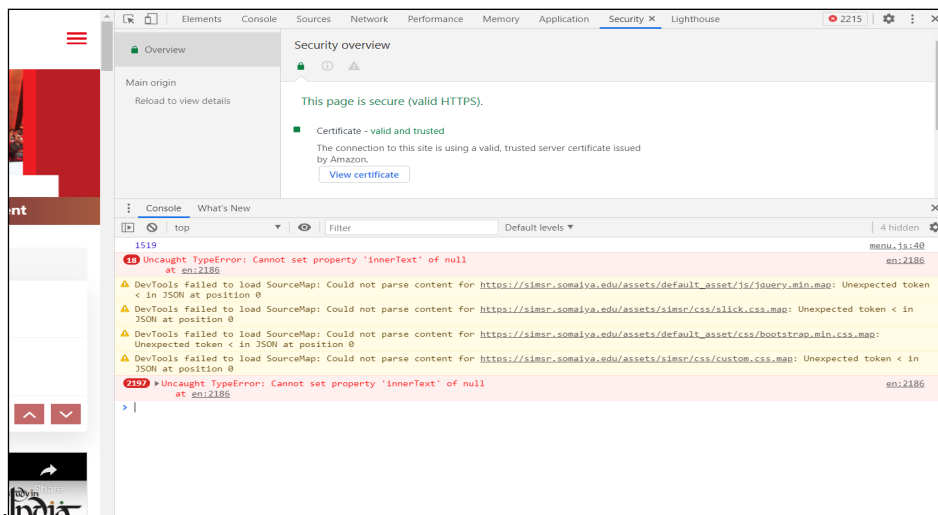 Elements Console Sources Network Performance Memory Application Security × Lighthouse 2215
Overview
Main origin
Reload to view details
Security overview
This page is secure (valid HTTPS).
Certificate - valid and trusted
The connection to this site is using a valid, trusted server certificate issued
by Amazon.
View certificate
ent
Console What's New
top Filter Default levels ▼ 4 hidden
1519 menu.js:40
18 Uncaught TypeError: Cannot set property 'innerText' of null en:2186
at en:2186
DevTools failed to load SourceMap: Could not parse content for https://simsr.somaiya.edu/assets/default_asset/js/jquery.min.map: Unexpected token
< in JSON at position 0
DevTools failed to load SourceMap: Could not parse content for https://simsr.somaiya.edu/assets/simsr/css/slick.css.map: Unexpected token < in
JSON at position 0
DevTools failed to load SourceMap: Could not parse content for https://simsr.somaiya.edu/assets/default_asset/css/bootstrap.min.css.map:
Unexpected token < in JSON at position 0
DevTools failed to load SourceMap: Could not parse content for https://simsr.somaiya.edu/assets/simsr/css/custom.css.map: Unexpected token < in
JSON at position 0
2197 Uncaught TypeError: Cannot set property 'innerText' of null en:2186
at en:2186
>
Share